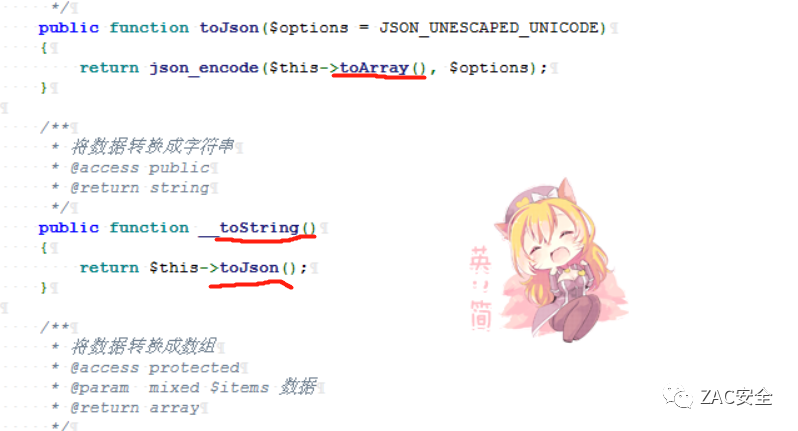 */
public function toJson($options = JSON_UNESCAPED_UNICODE)
{
return json_encode($this->toArray(), $options);
}
/**
* 将数据转换成字符串
* @access public
* @return string
*/
public function __toString()
{
return $this->toJson();
}
/**
* 将数据转换成数组
* @access protected
* @param mixed $items 数据
* @return array
*/
英
简
ZAC安全